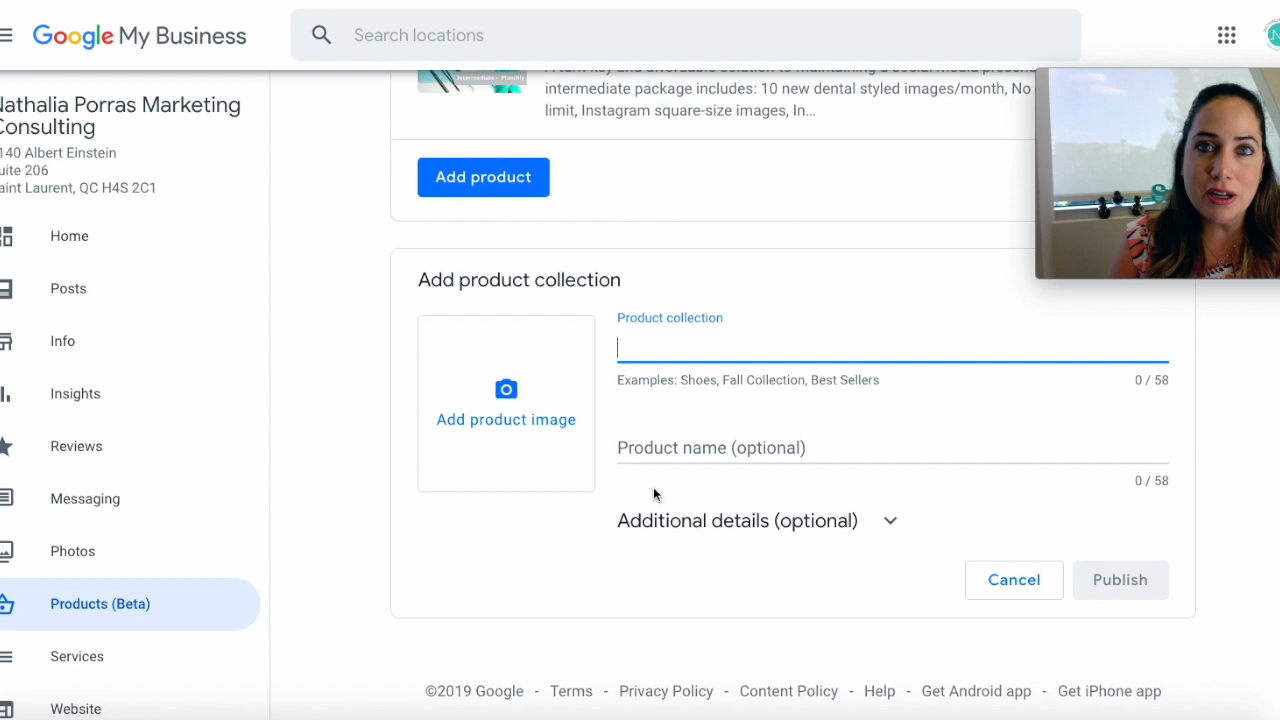 Google My Business
Search locations
Nathalia Porras Marketing
Consulting
140 Albert Einstein
uite 206
aint Laurent, QC H4S 2C1
Home
Posts
Info
Insights
Reviews
Messaging
Photos
Products (Beta)
Services
Website
Intermediate - Monthly
intermediate package includes: 10 new dental styled images/month, No
limit, Instagram square-size images, In...
Add product
Add product collection
Add product image
Product collection
Examples: Shoes, Fall Collection, Best Sellers
0 / 58
Product name (optional)
0 / 58
Additional details (optional)
Cancel
Publish
©2019 Google - Terms - Privacy Policy - Content Policy - Help - Get Android app - Get iPhone app